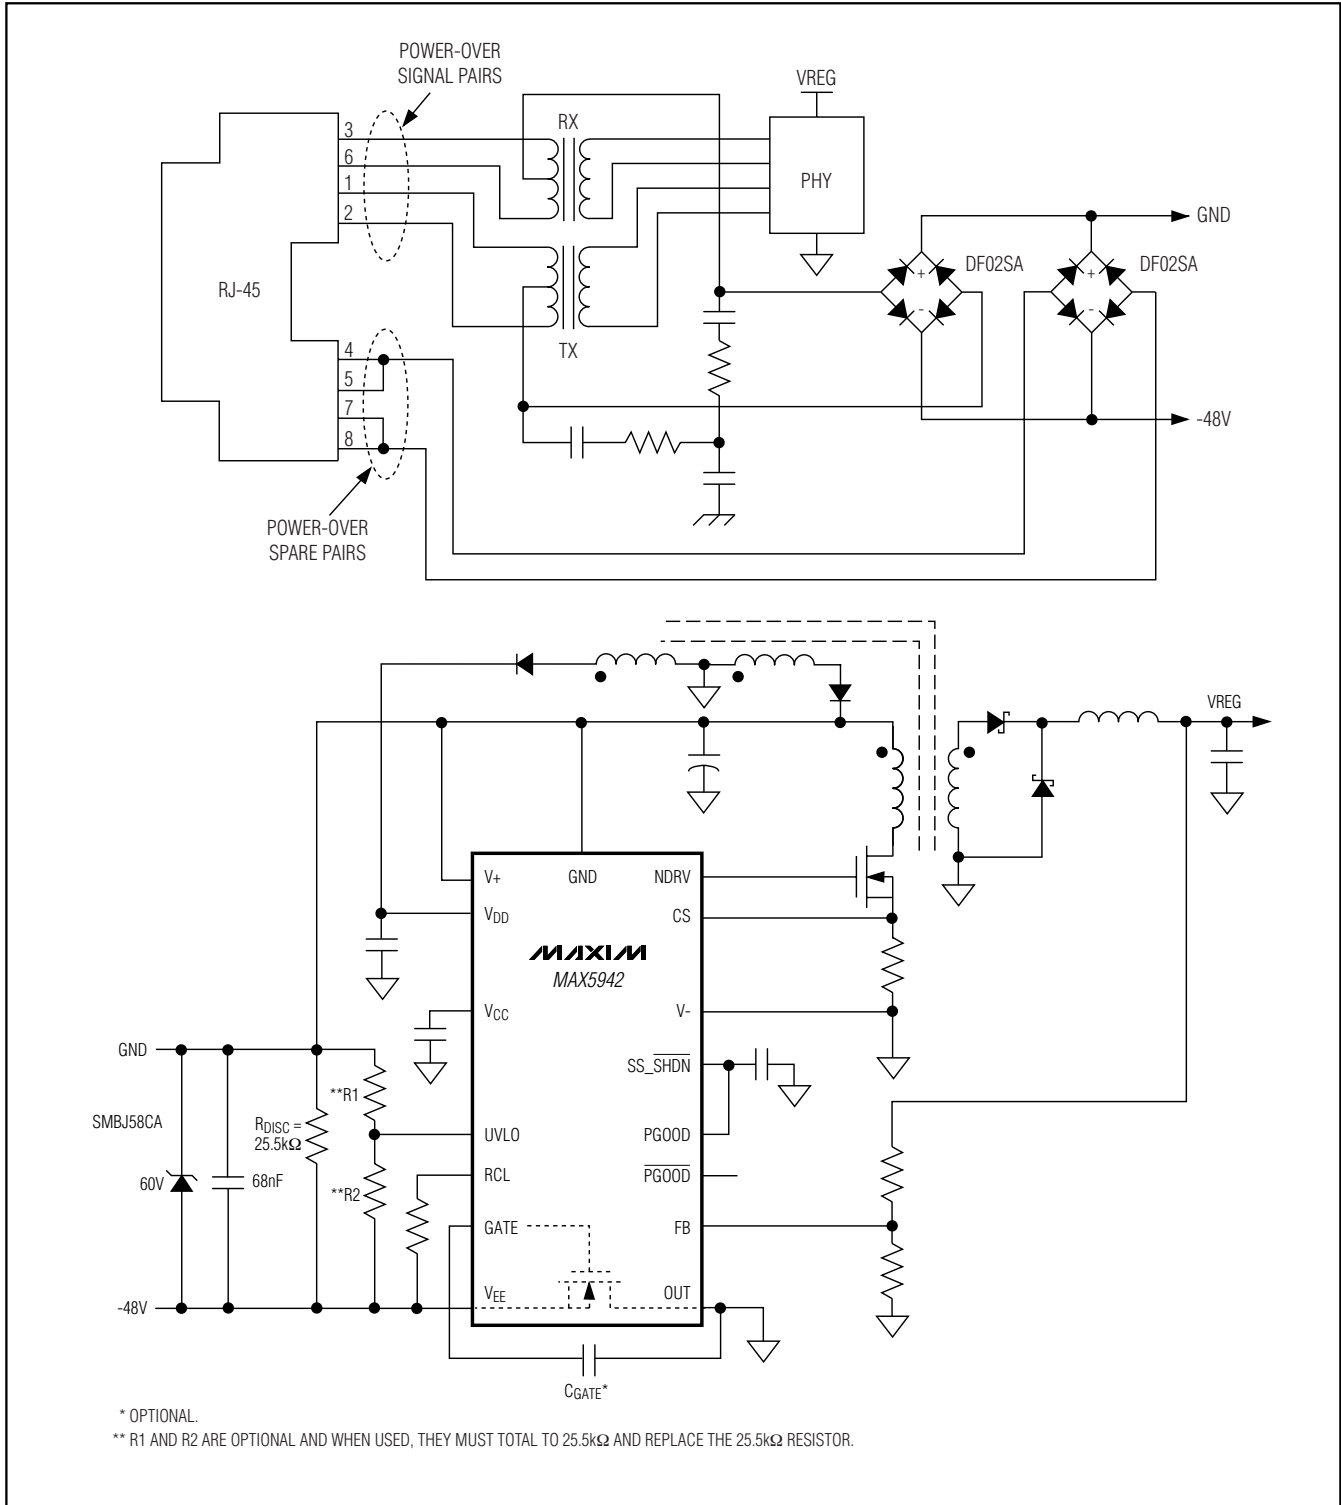 POWER-OVER
SIGNAL PAIRS
VREG
RX
3
6
1
2
PHY
GND
DF02SA
DF02SA
+
+
-
-
RJ-45
TX
4
5
7
8
-48V
POWER-OVER
SPARE PAIRS
VREG
V+
GND
NDRV
VDD
CS
MAXIM
MAX5942
VCC
V-
GND
SS_SHDN
**R1
SMBJ58CA
RDISC =
25.5kΩ
UVLO
PGOOD
RCL
PGOOD
60V
68nF
**R2
GATE
FB
VEE
OUT
-48V
CGATE*
* OPTIONAL.
** R1 AND R2 ARE OPTIONAL AND WHEN USED, THEY MUST TOTAL TO 25.5kΩ AND REPLACE THE 25.5kΩ RESISTOR.